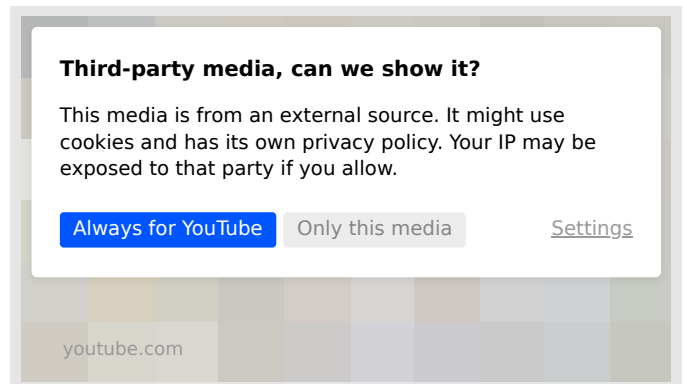 Third-party media, can we show it?
This media is from an external source. It might use
cookies and has its own privacy policy. Your IP may be
exposed to that party if you allow.
Always for YouTube
Only this media
Settings
youtube.com